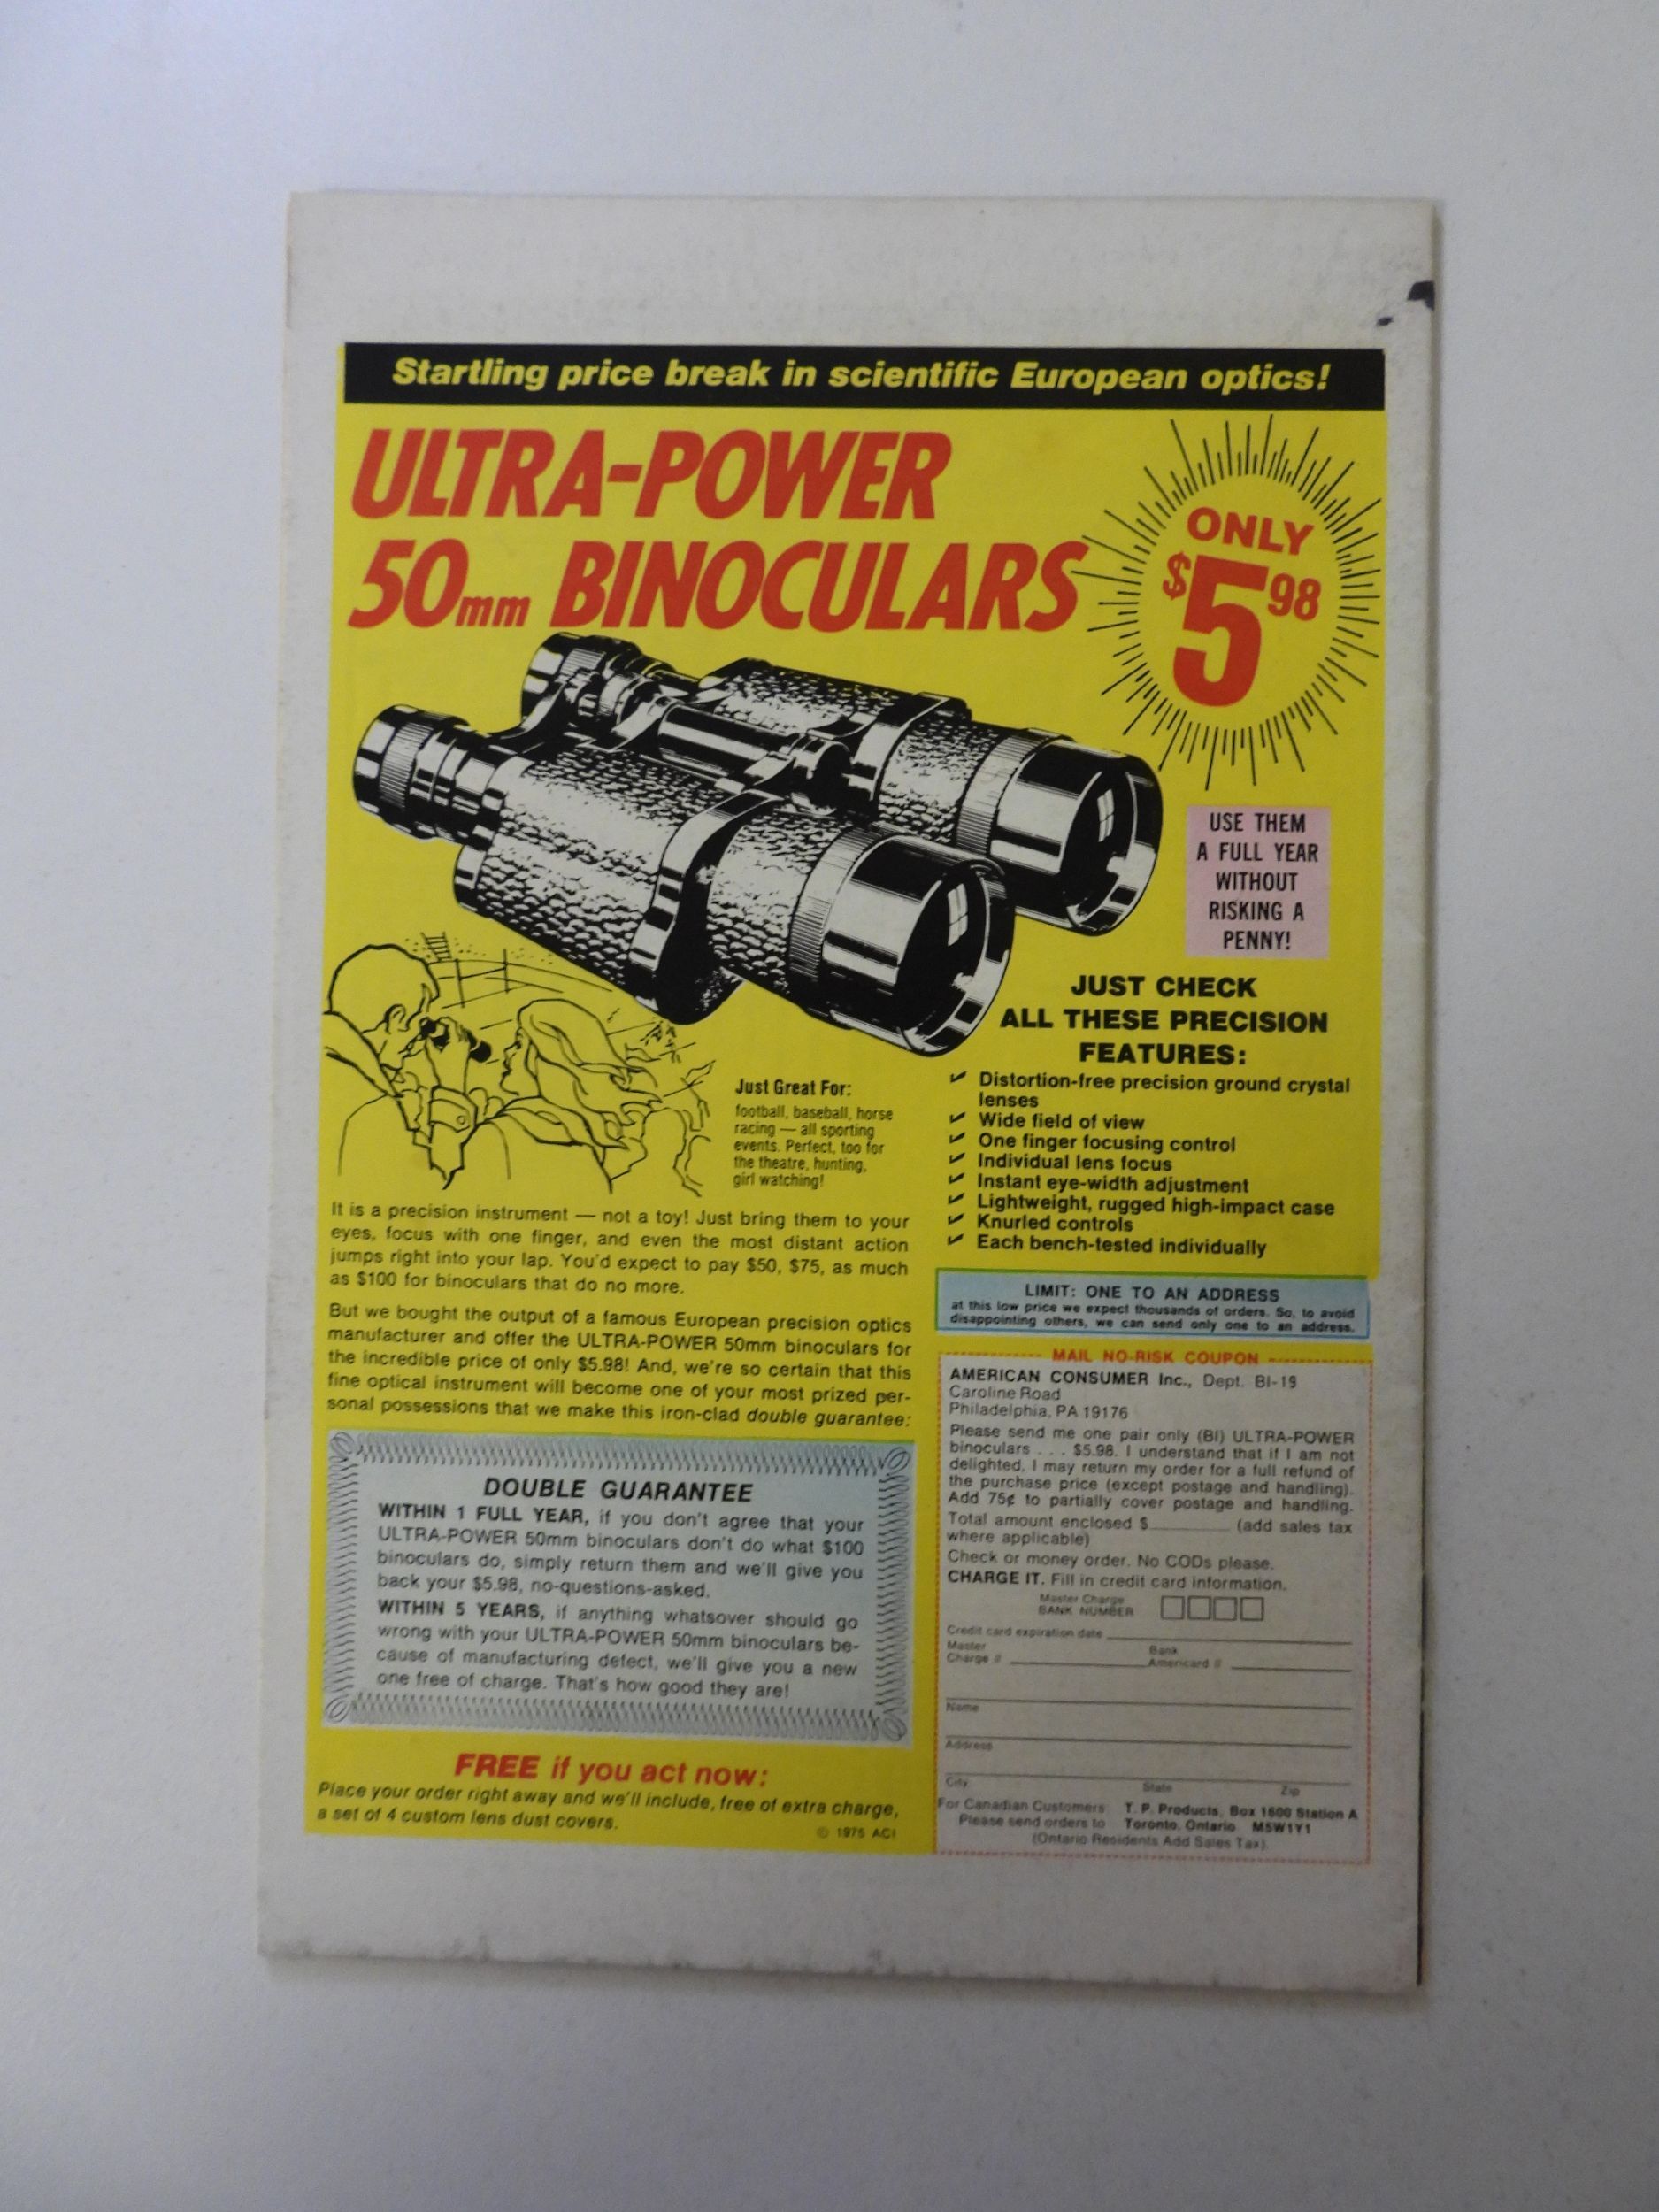 Startling price break in scientific European optics!
ULTRA-POWER
50mm BINOCULARS
ONLY
$5 98
USE THEM
A FULL YEAR
WITHOUT
RISKING A
PENNY!
JUST CHECK
ALL THESE PRECISION
FEATURES:
✔ Distortion-free precision ground crystal
lenses
✔ Wide field of view
✔ One finger focusing control
✔ Individual lens focus
✔ Instant eye-width adjustment
✔ Lightweight, rugged high-impact case
✔ Knurled controls
✔ Each bench-tested individually
Just Great For:
football, baseball, horse
racing — all sporting
events. Perfect, too for
the theatre, hunting,
girl watching!
It is a precision instrument — not a toy! Just bring them to your
eyes, focus with one finger, and even the most distant action
jumps right into your lap. You'd expect to pay $50, $75, as much
as $100 for binoculars that do no more.
But we bought the output of a famous European precision optics
manufacturer and offer the ULTRA-POWER 50mm binoculars for
the incredible price of only $5.98! And, we're so certain that this
fine optical instrument will become one of your most prized per-
sonal possessions that we make this iron-clad double guarantee:
DOUBLE GUARANTEE
WITHIN 1 FULL YEAR, if you don't agree that your
ULTRA-POWER 50mm binoculars don't do what $100
binoculars do, simply return them and we'll give you
back your $5.98, no-questions-asked.
WITHIN 5 YEARS, if anything whatsover should go
wrong with your ULTRA-POWER 50mm binoculars be-
cause of manufacturing defect, we'll give you a new
one free of charge. That's how good they are!
FREE if you act now:
Place your order right away and we'll include, free of extra charge,
a set of 4 custom lens dust covers.
© 1975 ACI
LIMIT: ONE TO AN ADDRESS
at this low price we expect thousands of orders. So, to avoid
disappointing others, we can send only one to an address.
MAIL NO-RISK COUPON
AMERICAN CONSUMER Inc., Dept. BI-19
Caroline Road
Philadelphia, PA 19176
Please send me one pair only (BI) ULTRA-POWER
binoculars . . . $5.98. I understand that if I am not
delighted, I may return my order for a full refund of
the purchase price (except postage and handling).
Add 75¢ to partially cover postage and handling.
Total amount enclosed $________ (add sales tax
where applicable)
Check or money order. No CODs please.
CHARGE IT. Fill in credit card information.
Master Charge
BANK NUMBER
Credit card expiration date
Master
Charge #
Bank
Americard #
Name
Address
City State Zip
For Canadian Customers T. P. Products, Box 1600 Station A
Please send orders to Toronto, Ontario M5W1Y1
(Ontario Residents Add Sales Tax)